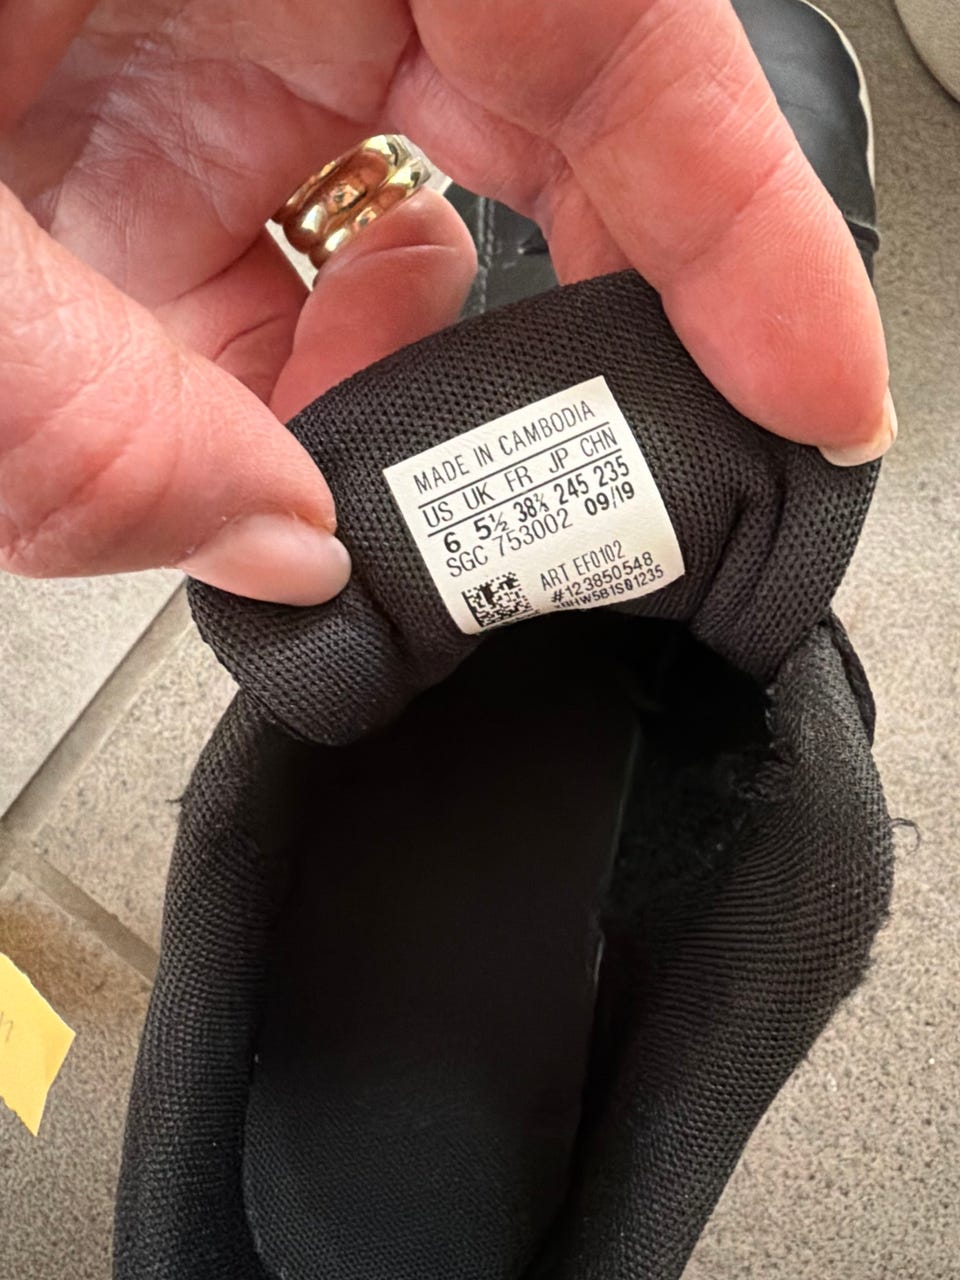 MADE IN CAMBODIA
US UK FR JP CHN
6 5½ 38⅔ 245 235
SGC 753002 09/19
ART EF0102
#123850548